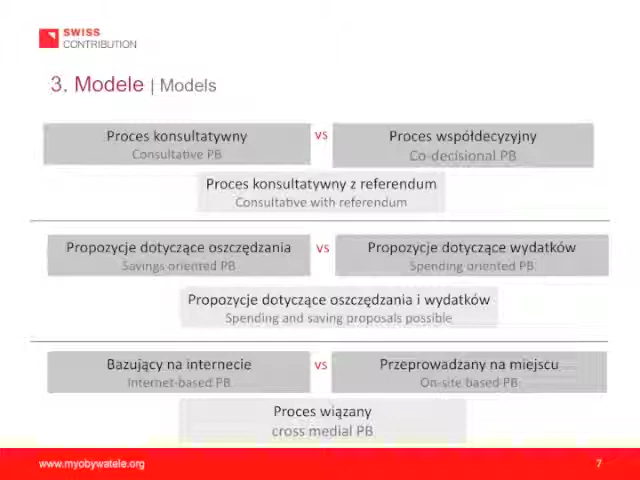 SWISS
CONTRIBUTION
3. Modele | Models
Proces konsultatywny
Consultative PB
vs
Proces współdecyzyjny
Co-decisional PB
Proces konsultatywny z referendum
Consultative with referendum
Propozycje dotyczące oszczędzania
Savings oriented PB
vs
Propozycje dotyczące wydatków
Spending oriented PB
Propozycje dotyczące oszczędzania i wydatków
Spending and saving proposals possible
Bazujący na internecie
Internet-based PB
vs
Przeprowadzany na miejscu
On-site based PB
Proces wiązany
cross medial PB
www.myobywatele.org
7